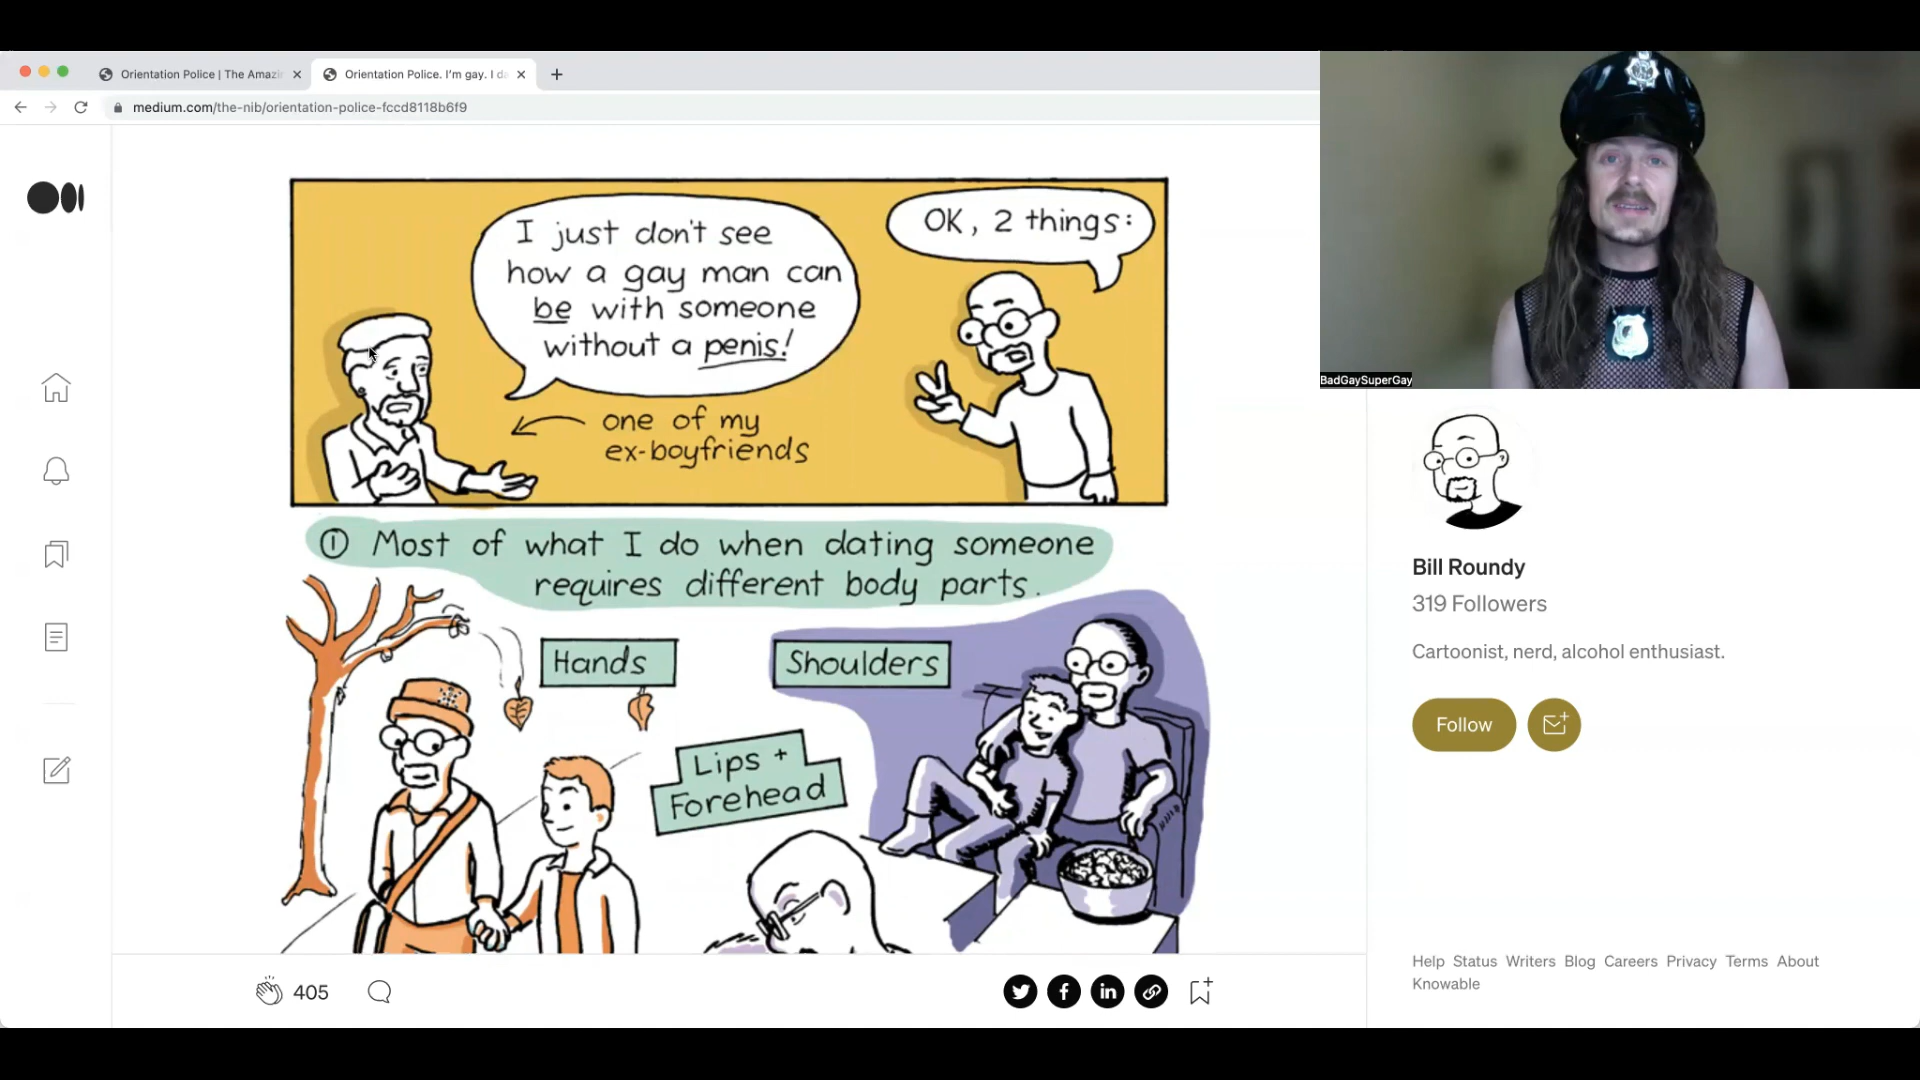 Orientation Police | The Amazi
Orientation Police. I'm gay. I da
medium.com/the-nib/orientation-police-fccd8118b6f9
I just don't see
how a gay man can
be with someone
without a penis!
OK, 2 things:
one of my
ex-boyfriends
① Most of what I do when dating someone
requires different body parts.
Hands
Shoulders
Lips +
Forehead
405
BadGaySuperGay
Bill Roundy
319 Followers
Cartoonist, nerd, alcohol enthusiast.
Follow
Help Status Writers Blog Careers Privacy Terms About
Knowable